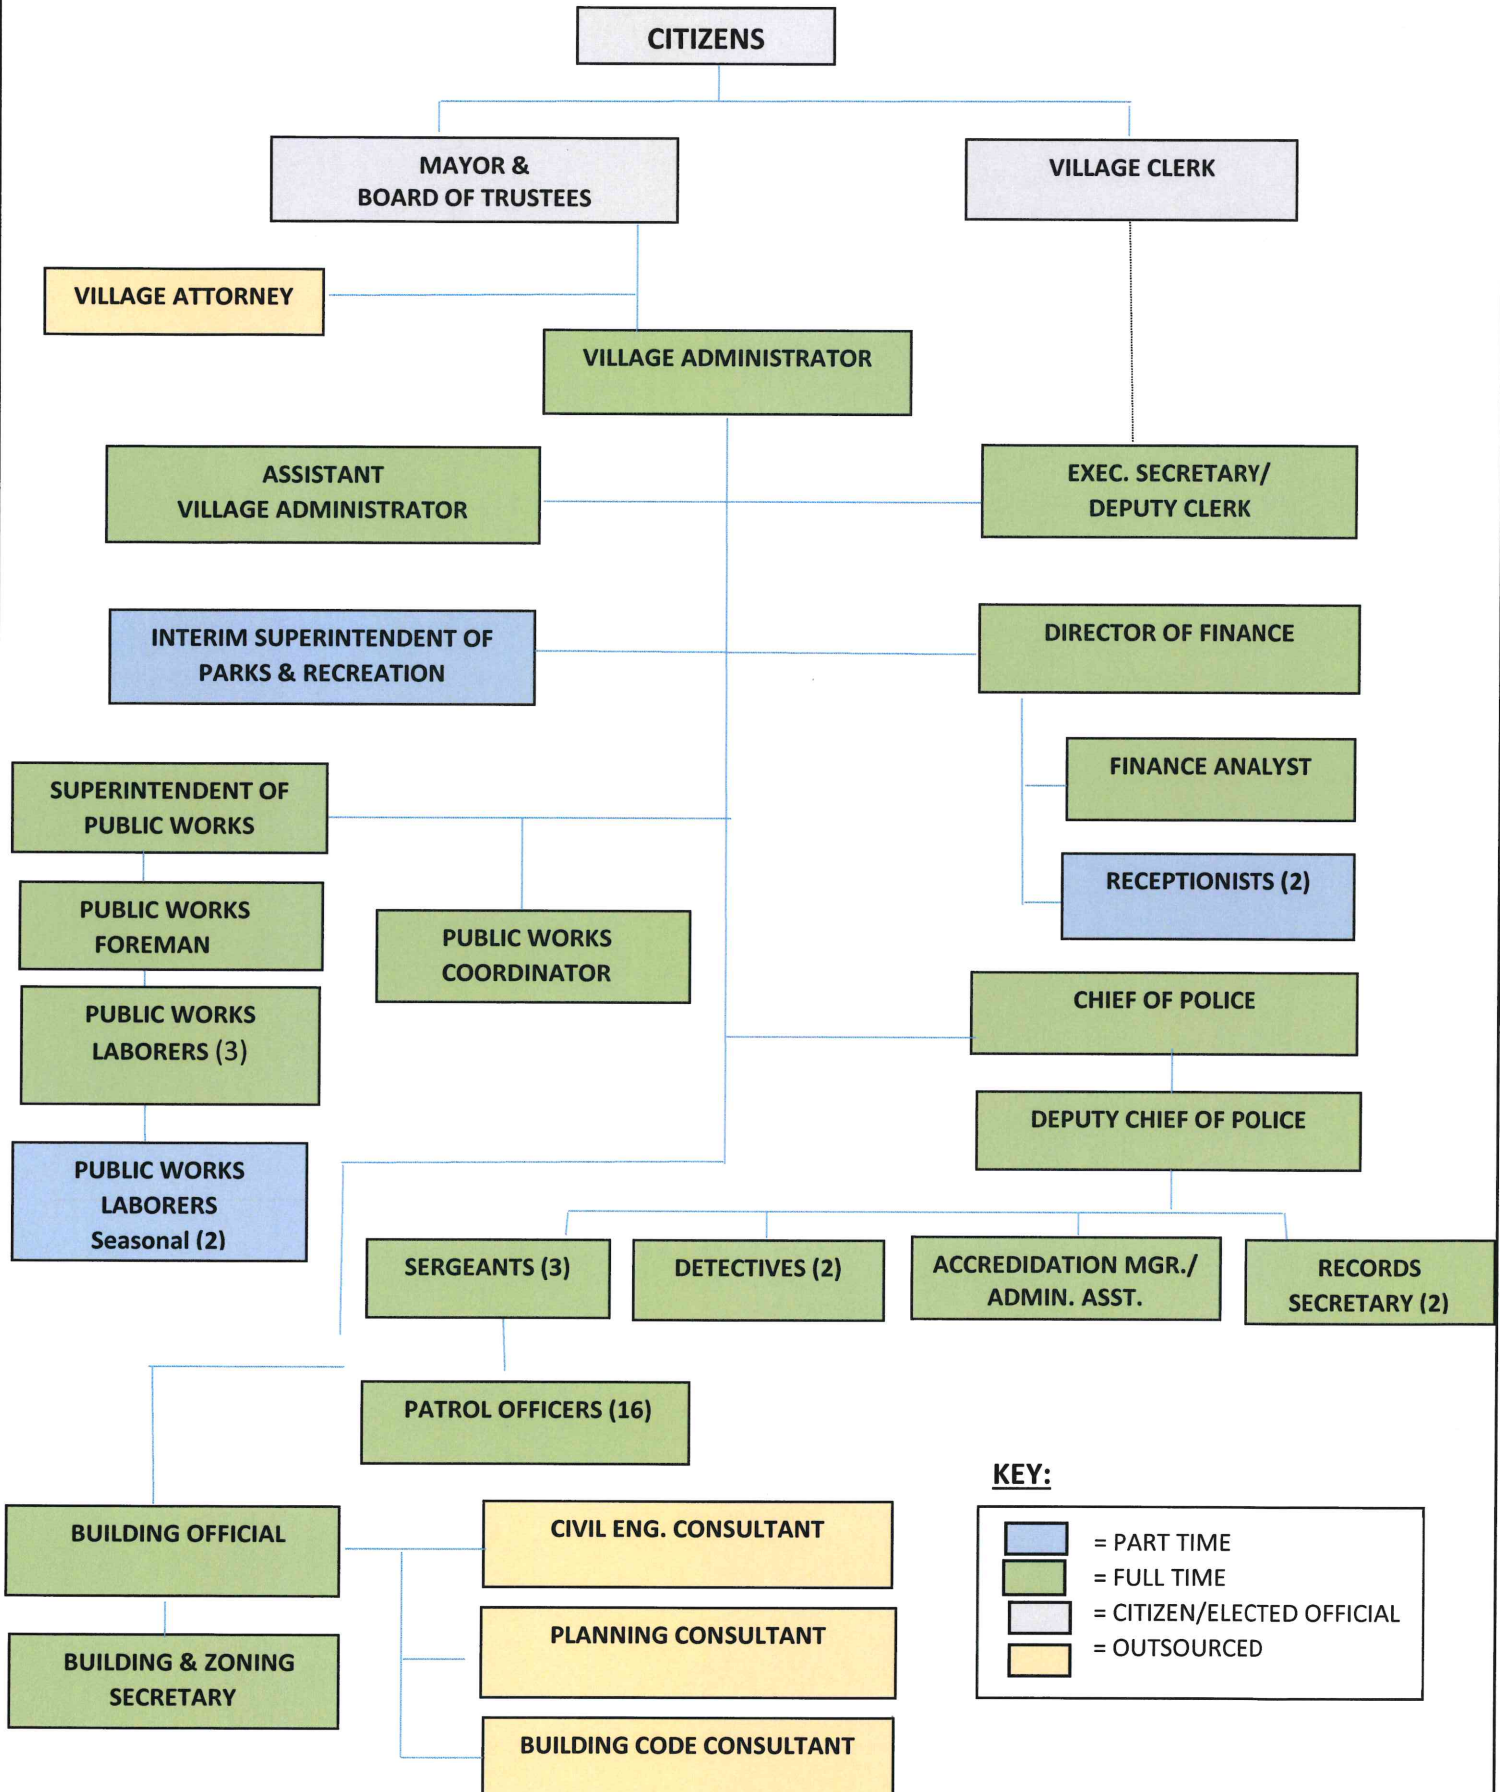 CITIZENS
MAYOR &
BOARD OF TRUSTEES
VILLAGE CLERK
VILLAGE ATTORNEY
VILLAGE ADMINISTRATOR
ASSISTANT
VILLAGE ADMINISTRATOR
EXEC. SECRETARY/
DEPUTY CLERK
INTERIM SUPERINTENDENT OF
PARKS & RECREATION
DIRECTOR OF FINANCE
FINANCE ANALYST
RECEPTIONISTS (2)
SUPERINTENDENT OF
PUBLIC WORKS
PUBLIC WORKS
FOREMAN
PUBLIC WORKS
COORDINATOR
PUBLIC WORKS
LABORERS (3)
PUBLIC WORKS
LABORERS
Seasonal (2)
CHIEF OF POLICE
DEPUTY CHIEF OF POLICE
SERGEANTS (3)
DETECTIVES (2)
ACCREDIDATION MGR./
ADMIN. ASST.
RECORDS
SECRETARY (2)
PATROL OFFICERS (16)
BUILDING OFFICIAL
BUILDING & ZONING
SECRETARY
CIVIL ENG. CONSULTANT
PLANNING CONSULTANT
BUILDING CODE CONSULTANT
KEY:
= PART TIME
= FULL TIME
= CITIZEN/ELECTED OFFICIAL
= OUTSOURCED